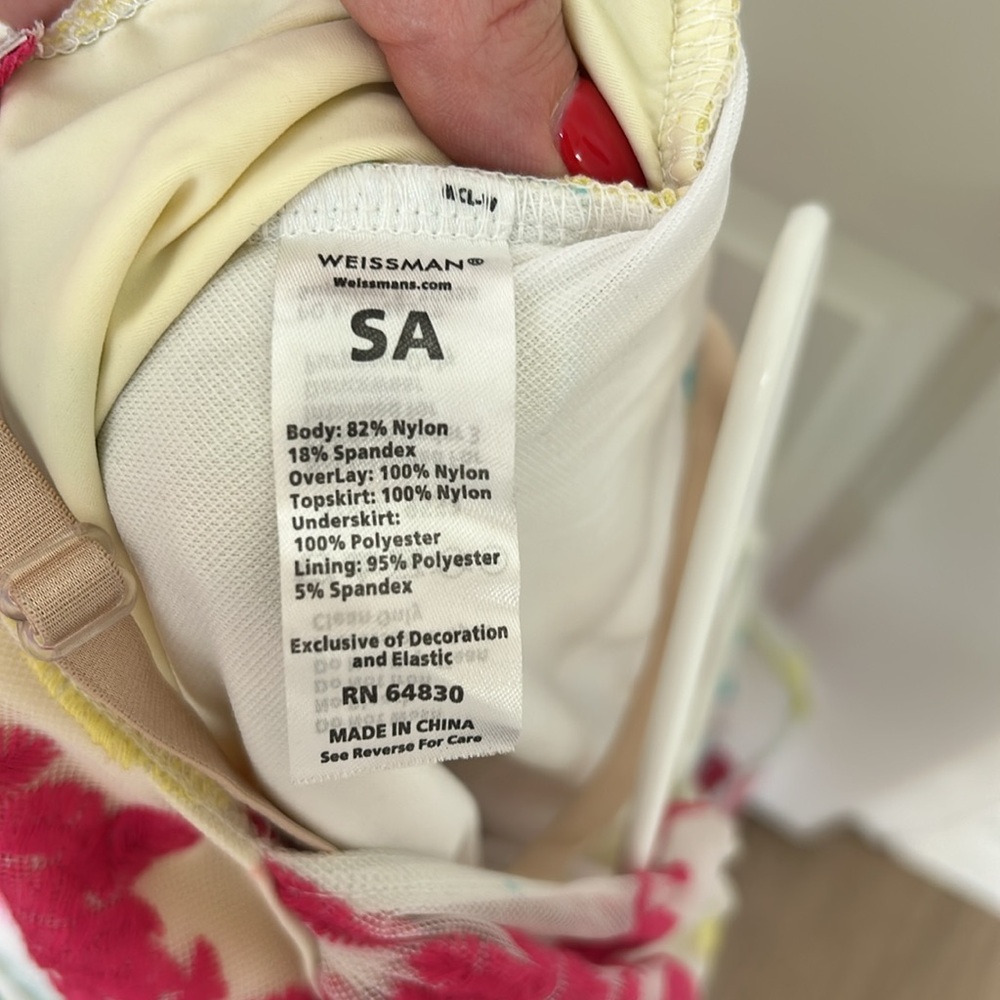 WEISSMAN®
Weissmans.com
SA
Body: 82% Nylon
18% Spandex
OverLay: 100% Nylon
Topskirt: 100% Nylon
Underskirt:
100% Polyester
Lining: 95% Polyester
5% Spandex
Exclusive of Decoration
and Elastic
RN 64830
MADE IN CHINA
See Reverse For Care